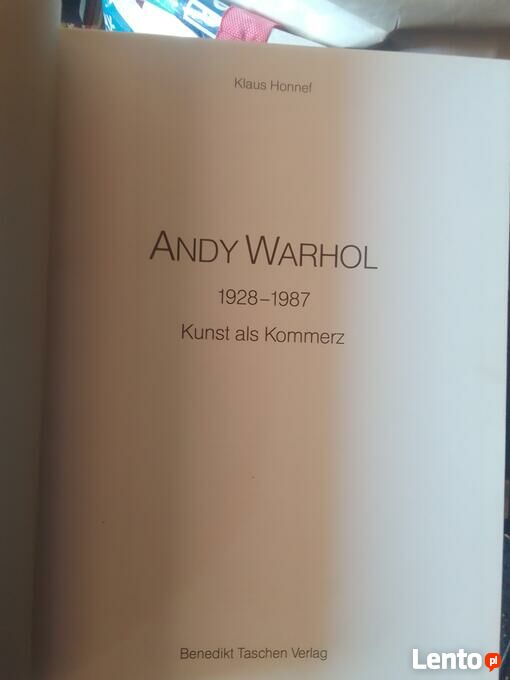 Klaus Honnef
ANDY WARHOL
1928–1987
Kunst als Kommerz
Benedikt Taschen Verlag
Lento pl